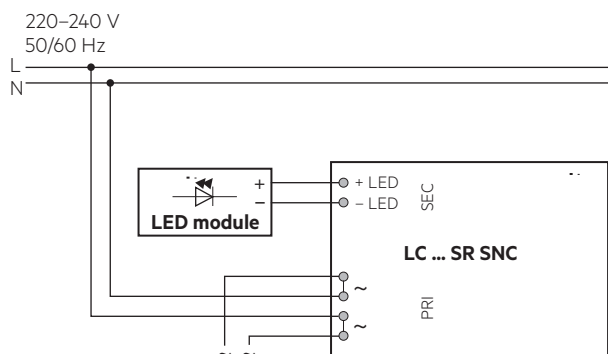 220–240 V
50/60 Hz
L
N
+
−
LED module
+ LED
− LED
SEC
LC ... SR SNC
~
~
PRI